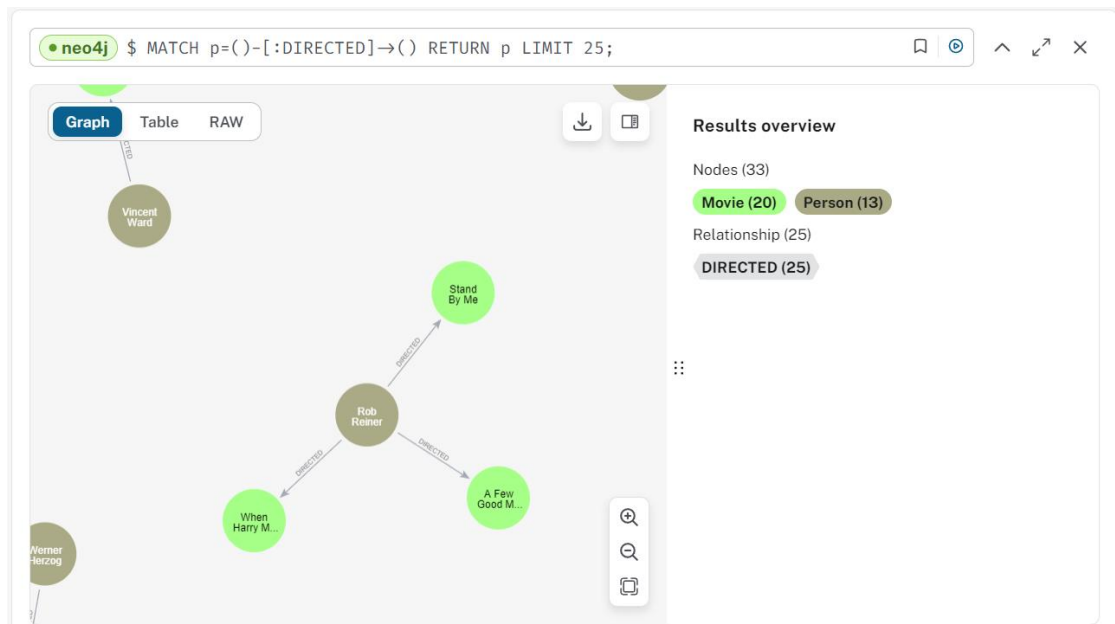 neo4j $ MATCH p=()-[:DIRECTED]→() RETURN p LIMIT 25;
Graph Table RAW
Results overview
Nodes (33)
Movie (20) Person (13)
Relationship (25)
DIRECTED (25)
Vincent
Ward
Stand
By Me
DIRECTED
Rob
Reiner
DIRECTED
DIRECTED
When
Harry M...
A Few
Good M...
Werner
Herzog